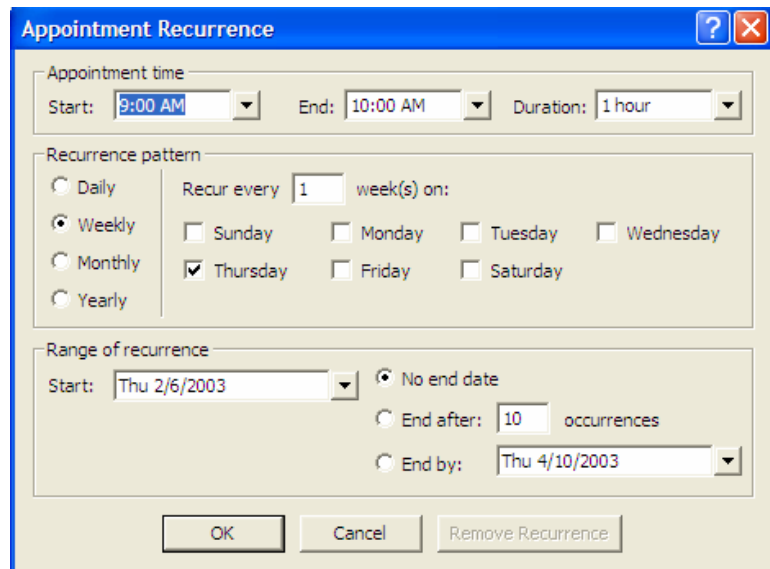 Appointment Recurrence
Appointment time
Start: 9:00 AM End: 10:00 AM Duration: 1 hour
Recurrence pattern
Daily Recur every 1 week(s) on:
Weekly Sunday Monday Tuesday Wednesday
Monthly Thursday Friday Saturday
Yearly
Range of recurrence
Start: Thu 2/6/2003 No end date
End after: 10 occurrences
End by: Thu 4/10/2003
OK Cancel Remove Recurrence